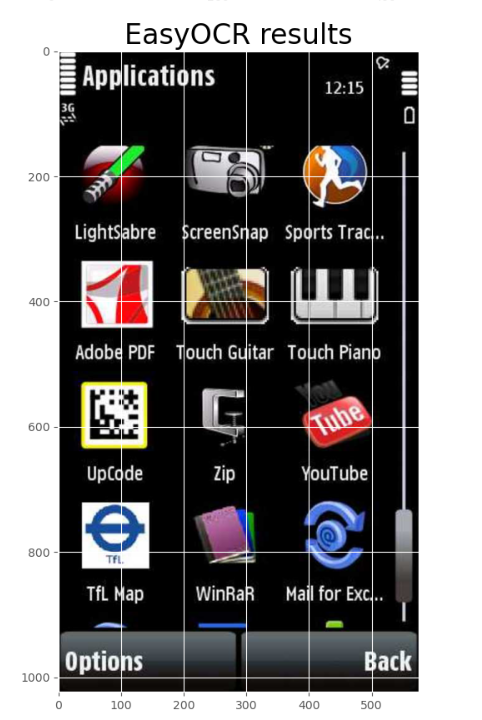 EasyOCR results
0
Applications
12:15
3G
200
LightSabre ScreenSnap Sports Trac...
400
Adobe PDF Touch Guitar Touch Piano
You
Tube
600
UpCode Zip YouTube
800
TfL.
TfL Map WinRaR Mail for Exc...
Options Back
1000
0 100 200 300 400 500